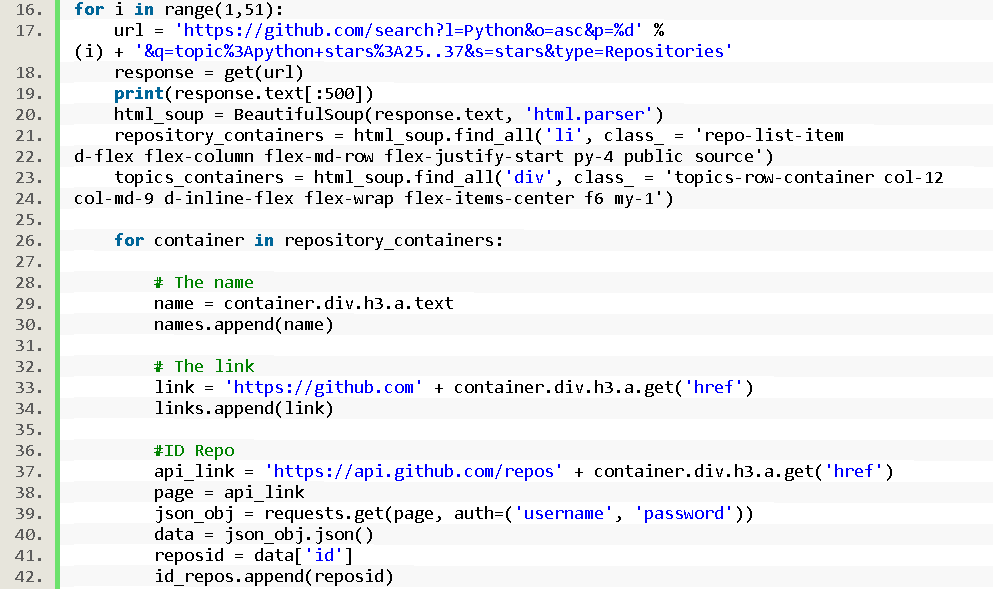 16. for i in range(1,51):
17.     url = 'https://github.com/search?l=Python&o=asc&p=%d' %
(i) + '&q=topic%3Apython+stars%3A25..37&s=stars&type=Repositories'
18.     response = get(url)
19.     print(response.text[:500])
20.     html_soup = BeautifulSoup(response.text, 'html.parser')
21.     repository_containers = html_soup.find_all('li', class_ = 'repo-list-item
22. d-flex flex-column flex-md-row flex-justify-start py-4 public source')
23.     topics_containers = html_soup.find_all('div', class_ = 'topics-row-container col-12
24. col-md-9 d-inline-flex flex-wrap flex-items-center f6 my-1')
25.
26.     for container in repository_containers:
27.
28.         # The name
29.         name = container.div.h3.a.text
30.         names.append(name)
31.
32.         # The link
33.         link = 'https://github.com' + container.div.h3.a.get('href')
34.         links.append(link)
35.
36.         #ID Repo
37.         api_link = 'https://api.github.com/repos' + container.div.h3.a.get('href')
38.         page = api_link
39.         json_obj = requests.get(page, auth=('username', 'password'))
40.         data = json_obj.json()
41.         reposid = data['id']
42.         id_repos.append(reposid)